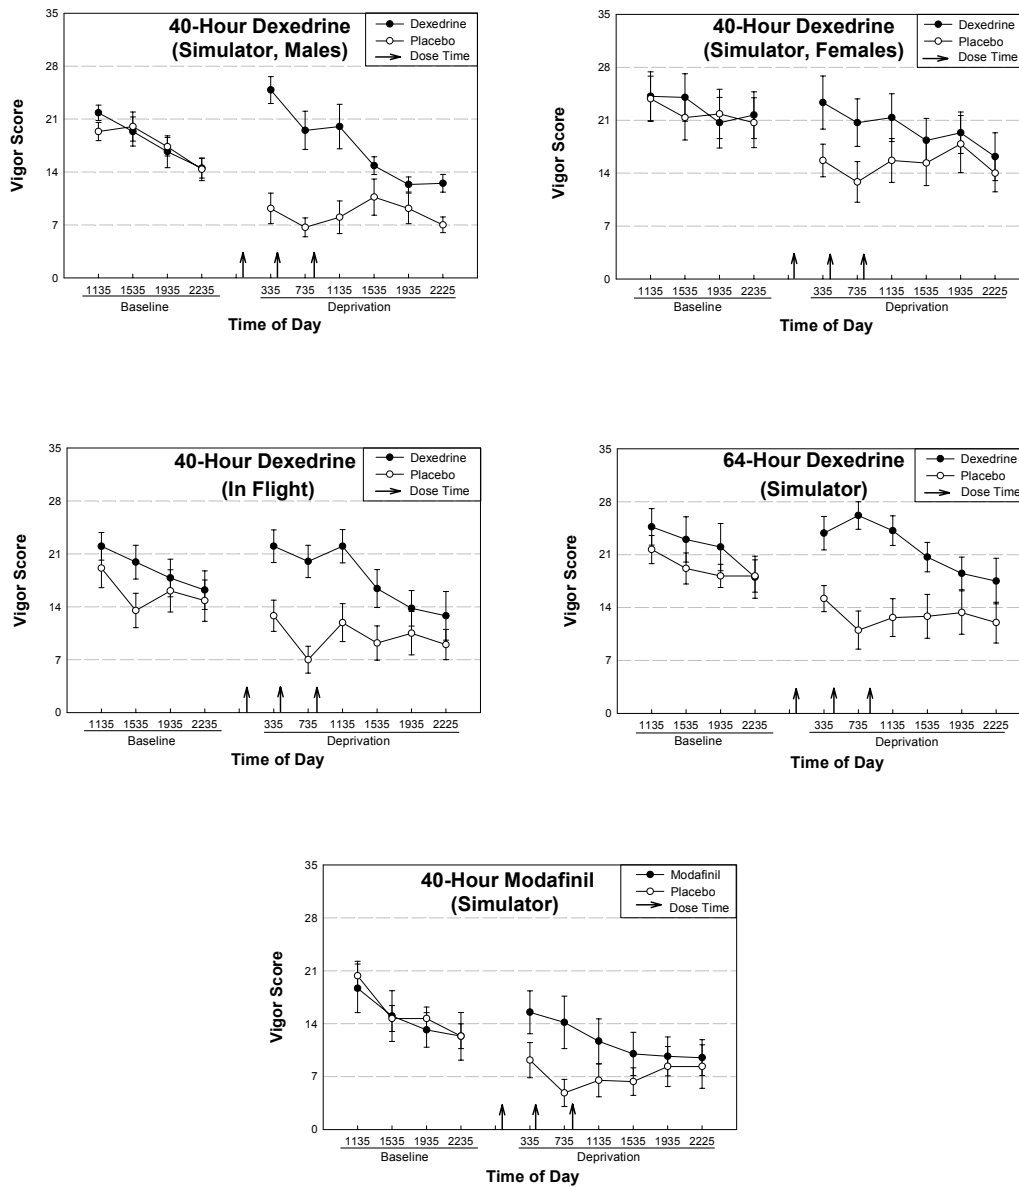 40-Hour Dexedrine
(Simulator, Males)
Dexedrine
Placebo
Dose Time
Vigor Score
35
28
21
14
7
0
1135 1535 1935 2235 335 735 1135 1535 1935 2225
Baseline Deprivation
Time of Day
40-Hour Dexedrine
(Simulator, Females)
Dexedrine
Placebo
Dose Time
Vigor Score
35
28
21
14
7
0
1135 1535 1935 2235 335 735 1135 1535 1935 2225
Baseline Deprivation
Time of Day
40-Hour Dexedrine
(In Flight)
Dexedrine
Placebo
Dose Time
Vigor Score
35
28
21
14
7
0
1135 1535 1935 2235 335 735 1135 1535 1935 2225
Baseline Deprivation
Time of Day
64-Hour Dexedrine
(Simulator)
Dexedrine
Placebo
Dose Time
Vigor Score
35
28
21
14
7
0
1135 1535 1935 2235 335 735 1135 1535 1935 2225
Baseline Deprivation
Time of Day
40-Hour Modafinil
(Simulator)
Modafinil
Placebo
Dose Time
Vigor Score
35
28
21
14
7
0
1135 1535 1935 2235 335 735 1135 1535 1935 2225
Baseline Deprivation
Time of Day